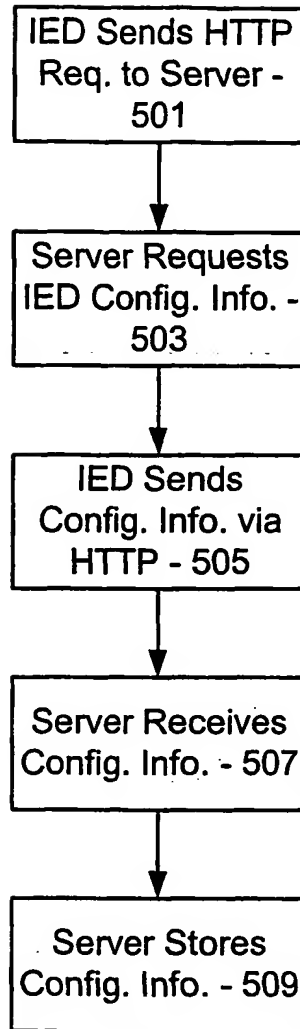 IED Sends HTTP
Req. to Server -
501
Server Requests
IED Config. Info. -
503
IED Sends
Config. Info. via
HTTP - 505
Server Receives
Config. Info. - 507
Server Stores
Config. Info. - 509